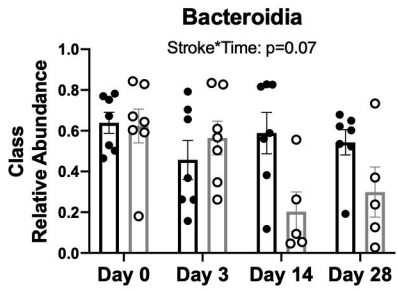 Bacteroidia
Stroke*Time: p=0.07
Class
Relative Abundance
1.0
0.8
0.6
0.4
0.2
0.0
Day 0 Day 3 Day 14 Day 28